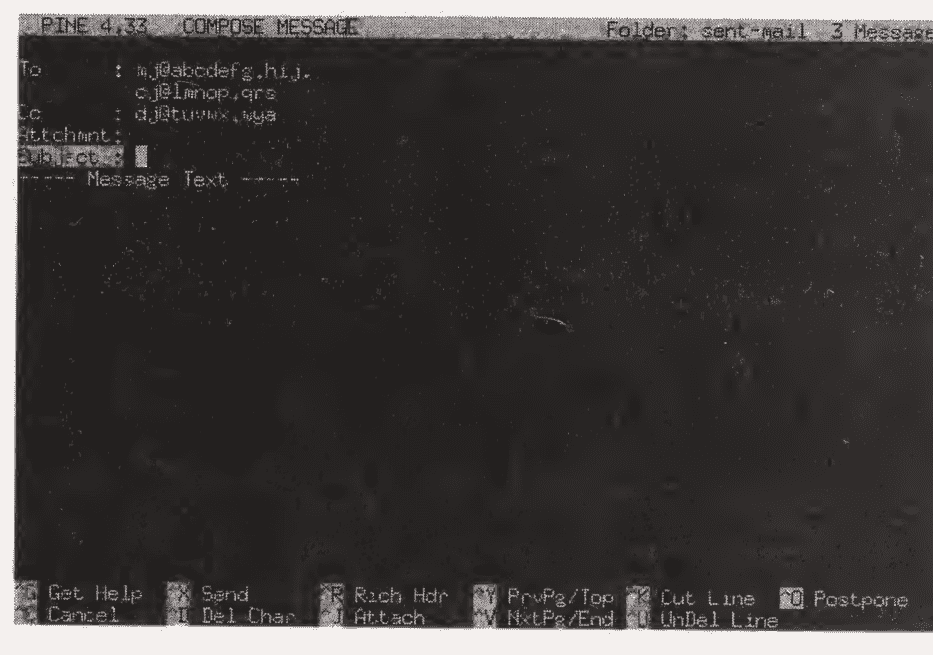 PINE 4.33 COMPOSE MESSAGE Folder: sent-mail 3 Message
To : mj@abcdefg.hij.
cj@lmnop.qrs
Cc : dj@tuvwx.wya
Attchmnt:
Subject :
----- Message Text -----
^G Get Help ^X Send ^R Rich Hdr ^Y PrvPg/Top ^K Cut Line ^O Postpone
^C Cancel ^D Del Char ^J Attach ^V NxtPg/End ^U UnDel Line